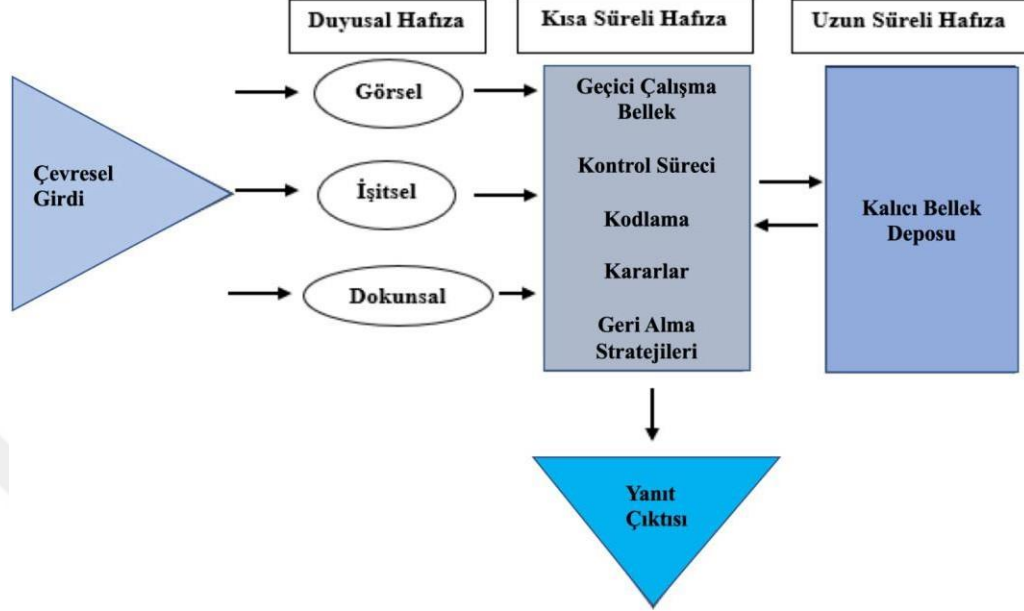 Duyusal Hafıza
Kısa Süreli Hafıza
Uzun Süreli Hafıza
Çevresel
Girdi
Görsel
İşitsel
Dokunsal
Geçici Çalışma
Bellek
Kontrol Süreci
Kodlama
Kararlar
Geri Alma
Stratejileri
Kalıcı Bellek
Deposu
Yanıt
Çıktısı